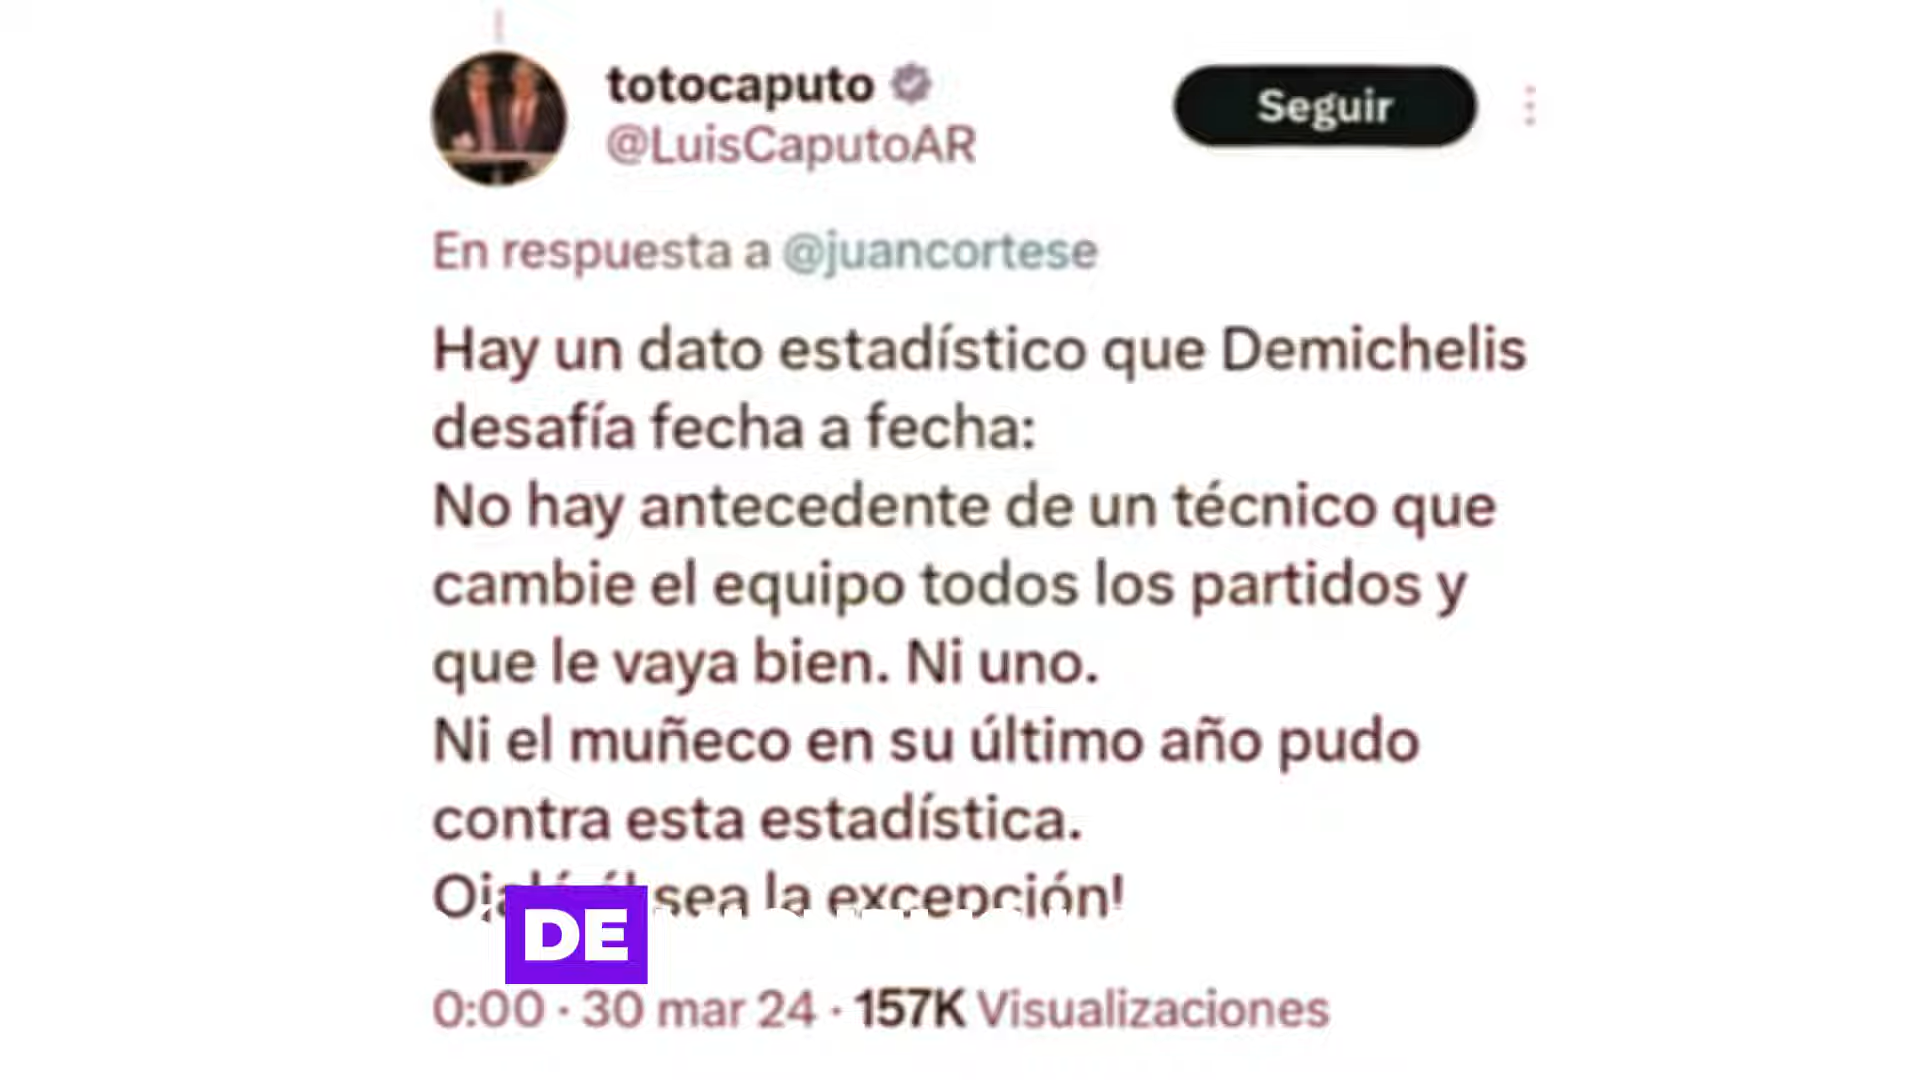 totocaputo
@LuisCaputoAR
Seguir
En respuesta a @juancortese
Hay un dato estadístico que Demichelis
desafía fecha a fecha:
No hay antecedente de un técnico que
cambie el equipo todos los partidos y
que le vaya bien. Ni uno.
Ni el muñeco en su último año pudo
contra esta estadística.
sea la excepción!
DE
0:00 · 30 mar 24 · 157K Visualizaciones